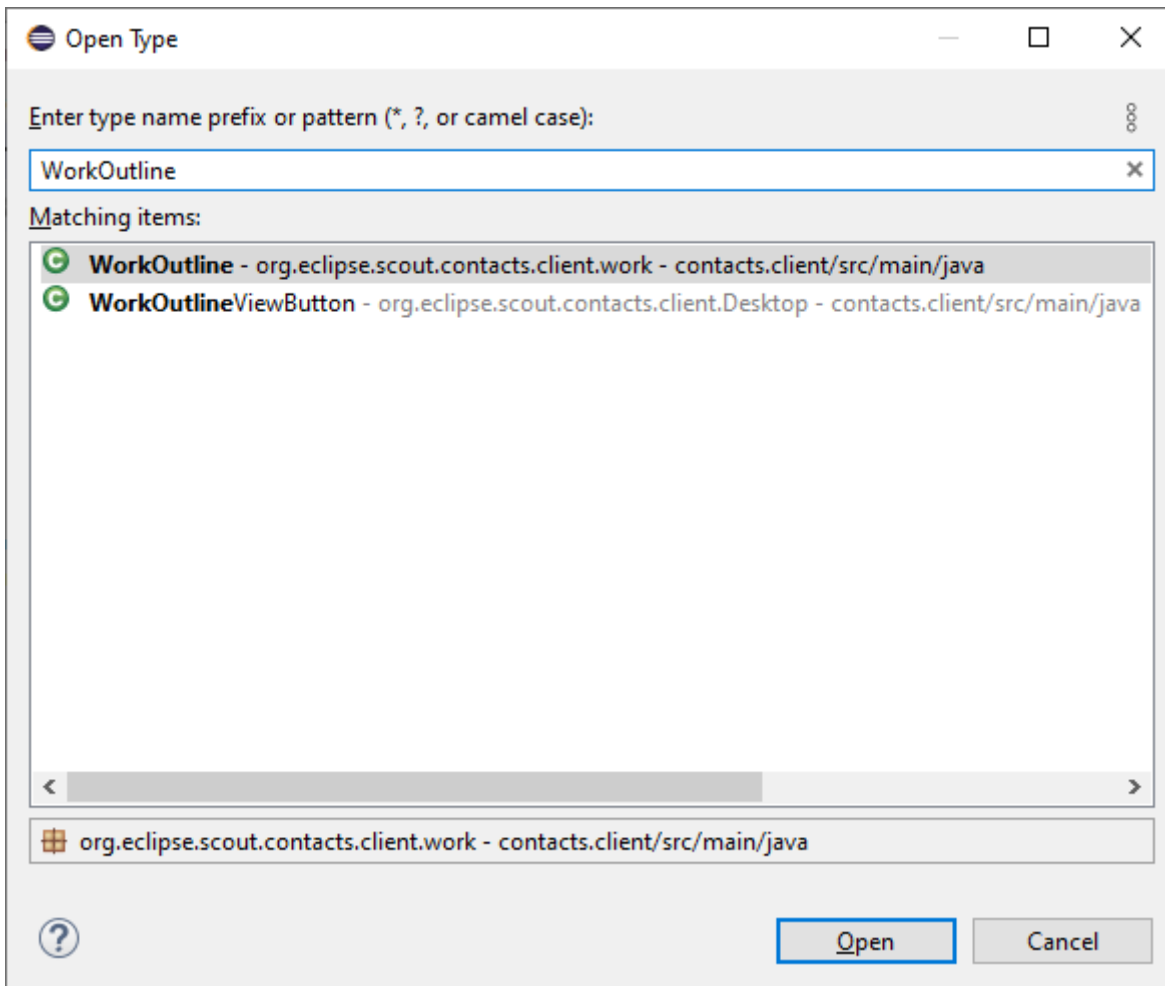 Open Type
Enter type name prefix or pattern (*, ?, or camel case):
WorkOutline
Matching items:
WorkOutline - org.eclipse.scout.contacts.client.work - contacts.client/src/main/java
WorkOutlineViewButton - org.eclipse.scout.contacts.client.Desktop - contacts.client/src/main/java
org.eclipse.scout.contacts.client.work - contacts.client/src/main/java
Open Cancel